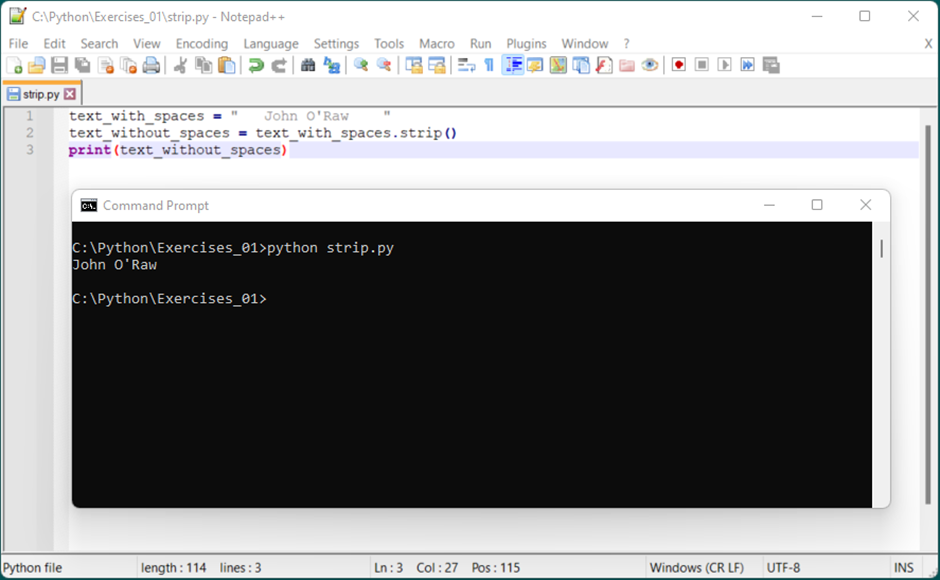 C:\Python\Exercises_01\strip.py - Notepad++
File Edit Search View Encoding Language Settings Tools Macro Run Plugins Window ? X
strip.py
1 text_with_spaces = "   John O'Raw    "
2 text_without_spaces = text_with_spaces.strip()
3 print(text_without_spaces)
Command Prompt
C:\Python\Exercises_01>python strip.py
John O'Raw
C:\Python\Exercises_01>
Python file length : 114 lines : 3 Ln : 3 Col : 27 Pos : 115 Windows (CR LF) UTF-8 INS